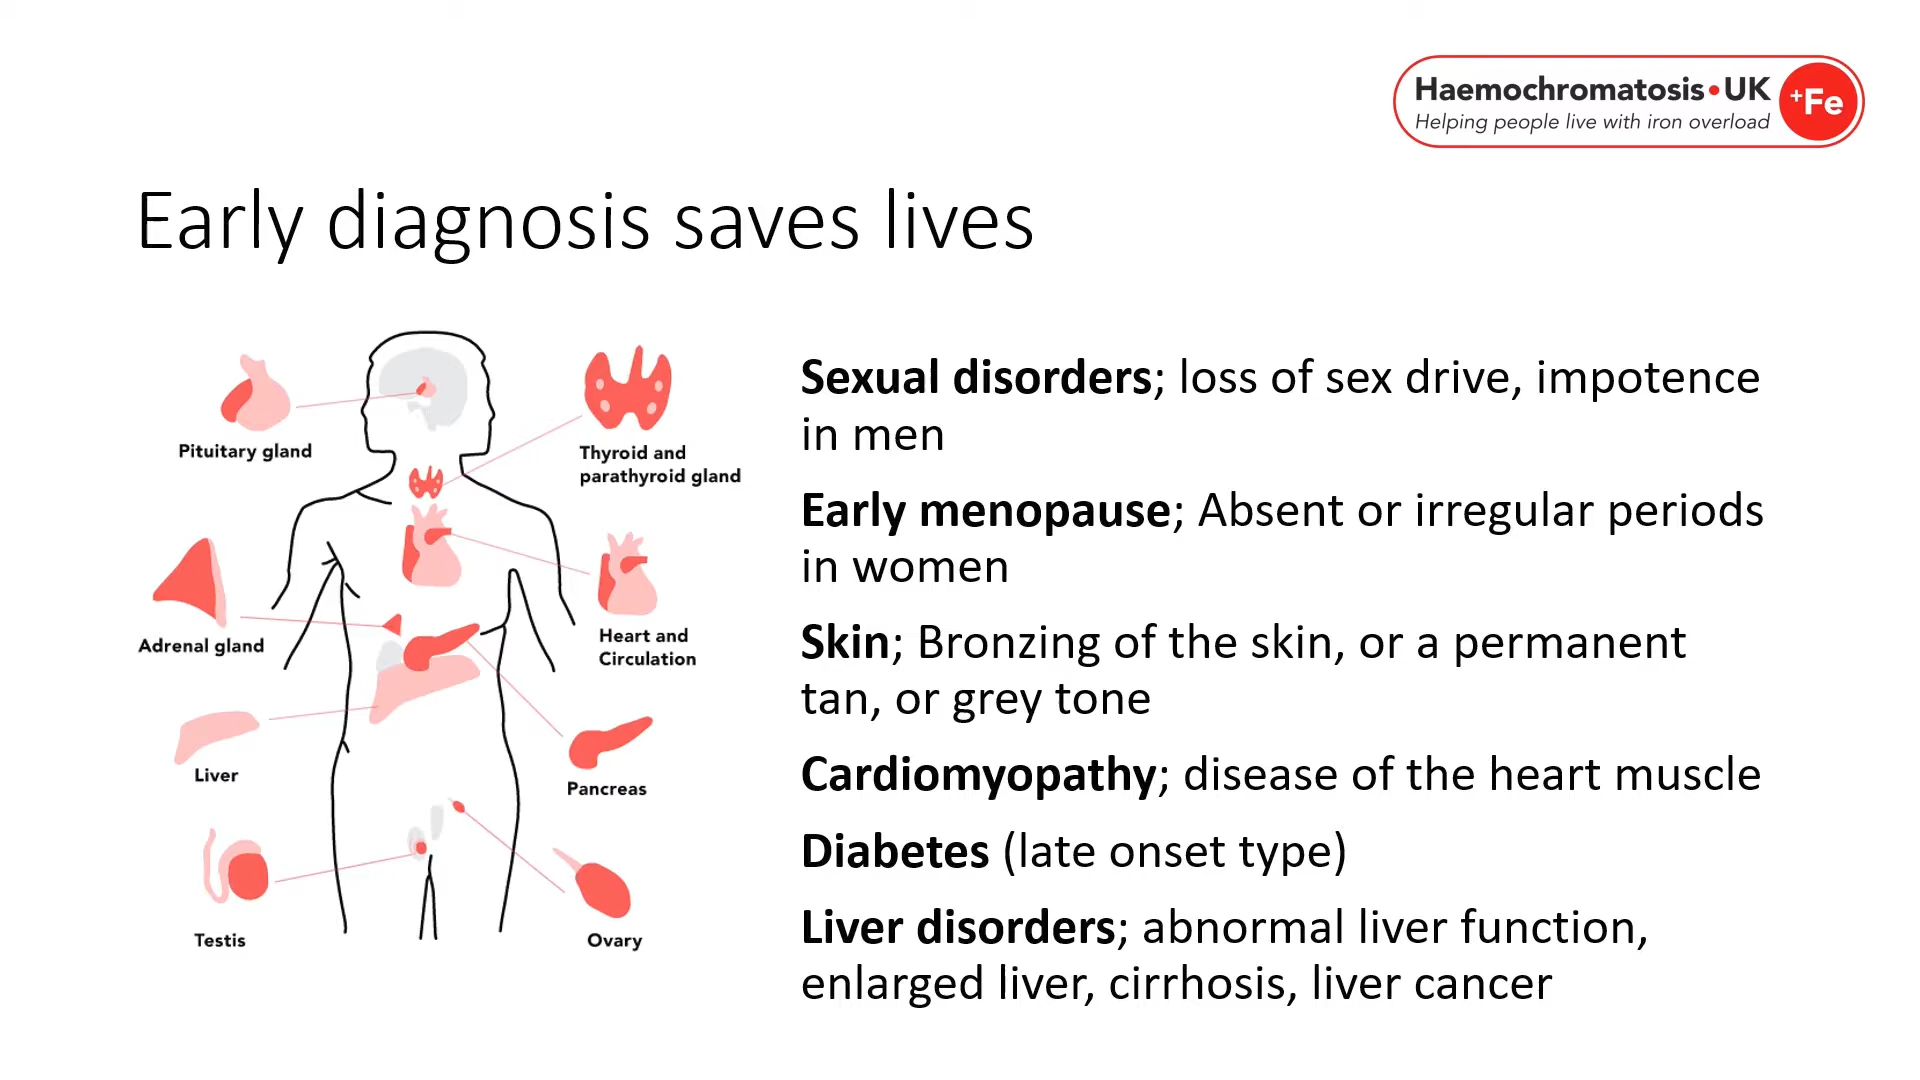 Haemochromatosis•UK
+Fe
Helping people live with iron overload
Early diagnosis saves lives
Pituitary gland
Thyroid and
parathyroid gland
Adrenal gland
Heart and
Circulation
Liver
Pancreas
Testis
Ovary
Sexual disorders; loss of sex drive, impotence
in men
Early menopause; Absent or irregular periods
in women
Skin; Bronzing of the skin, or a permanent
tan, or grey tone
Cardiomyopathy; disease of the heart muscle
Diabetes (late onset type)
Liver disorders; abnormal liver function,
enlarged liver, cirrhosis, liver cancer